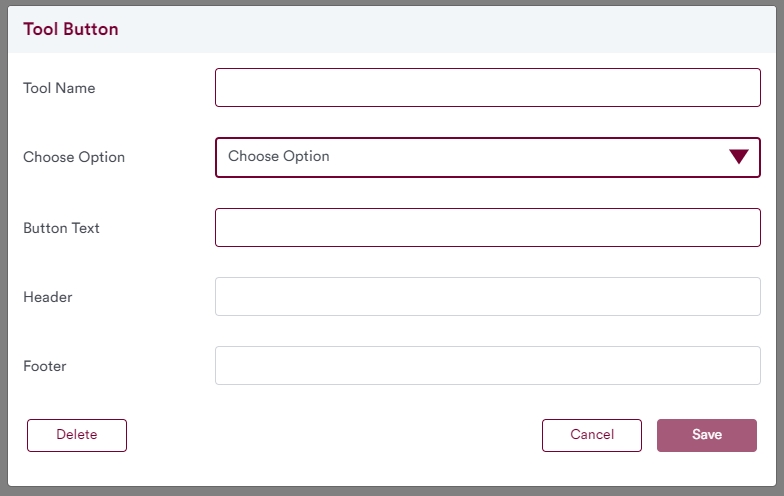 Tool Button
Tool Name
Choose Option
Choose Option
Button Text
Header
Footer
Delete
Cancel
Save